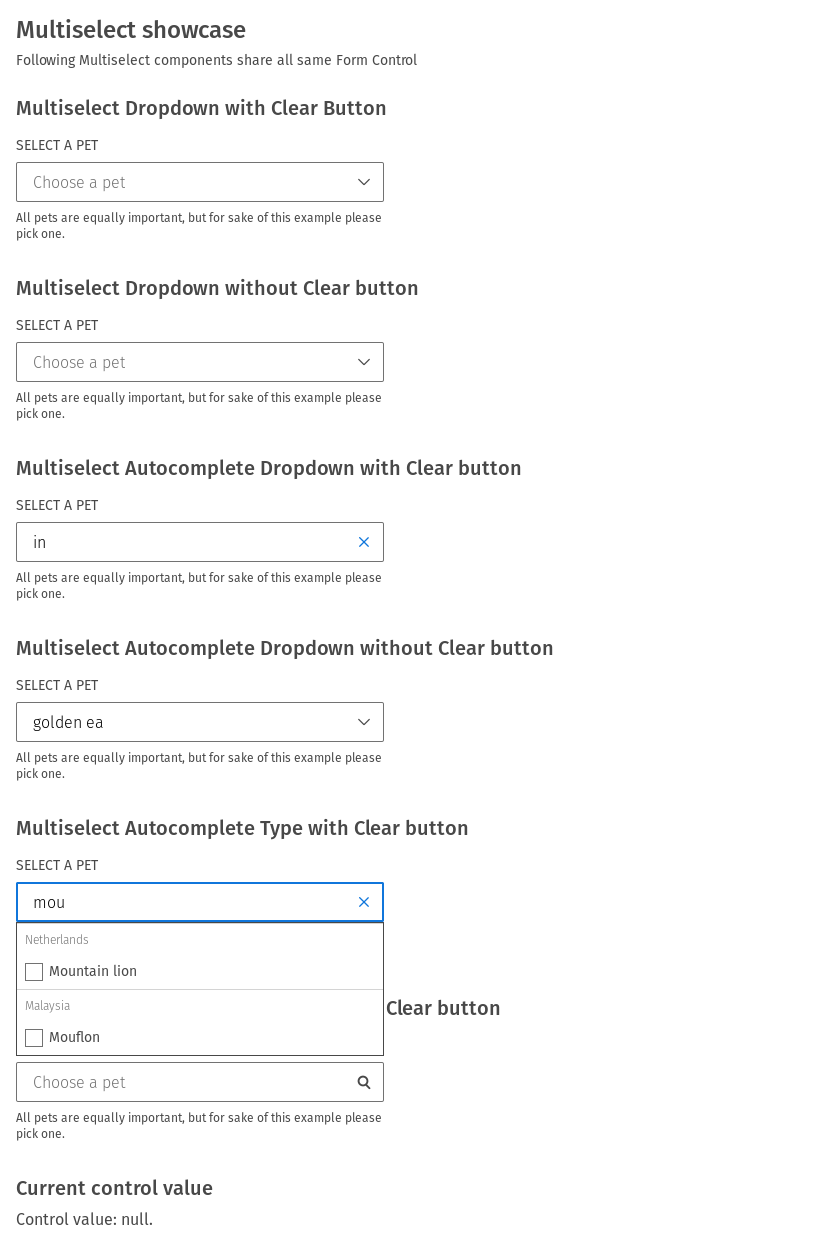 Multiselect showcase
Following Multiselect components share all same Form Control
Multiselect Dropdown with Clear Button
SELECT A PET
Choose a pet
All pets are equally important, but for sake of this example please
pick one.
Multiselect Dropdown without Clear button
SELECT A PET
Choose a pet
All pets are equally important, but for sake of this example please
pick one.
Multiselect Autocomplete Dropdown with Clear button
SELECT A PET
in
All pets are equally important, but for sake of this example please
pick one.
Multiselect Autocomplete Dropdown without Clear button
SELECT A PET
golden ea
All pets are equally important, but for sake of this example please
pick one.
Multiselect Autocomplete Type with Clear button
SELECT A PET
mou
Netherlands
Mountain lion
Malaysia
Clear button
Mouflon
Choose a pet
All pets are equally important, but for sake of this example please
pick one.
Current control value
Control value: null.